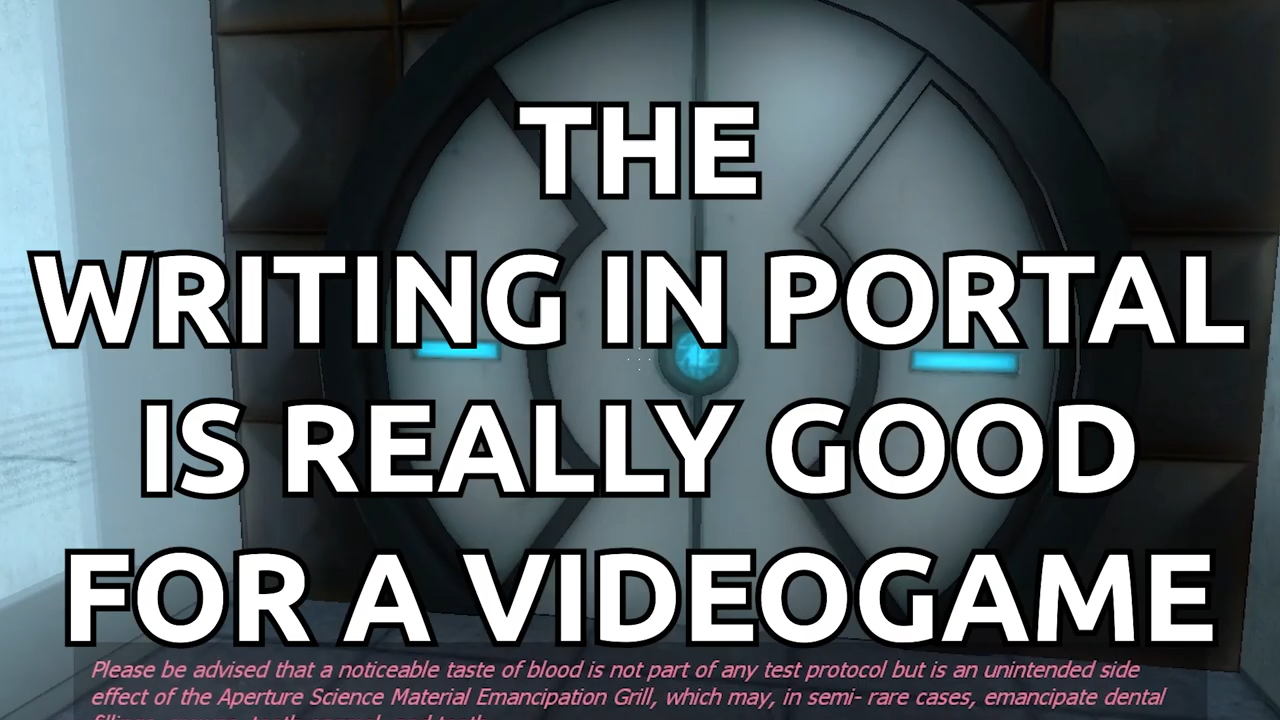 THE
WRITING IN PORTAL
IS REALLY GOOD
FOR A VIDEOGAME
Please be advised that a noticeable taste of blood is not part of any test protocol but is an unintended side
effect of the Aperture Science Material Emancipation Grill, which may, in semi- rare cases, emancipate dental